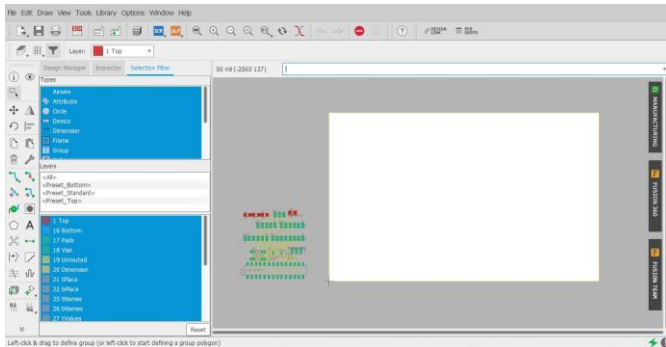 File Edit Draw View Tools Library Options Window Help
Layer: 1 Top
Design Manager Inspector Selection Filter
50 mil (-2503 137)
Types
Airwire
Attribute
Circle
Device
Dimension
Frame
Group
Layers
<All>
<Preset_Bottom>
<Preset_Standard>
<Preset_Top>
1 Top
16 Bottom
17 Pads
18 Vias
19 Unrouted
20 Dimension
21 tPlace
22 bPlace
25 tNames
26 bNames
27 tValues
Reset
MANUFACTURING
FUSION 360
FUSION TEAM
Left-click & drag to define group (or left-click to start defining a group polygon)